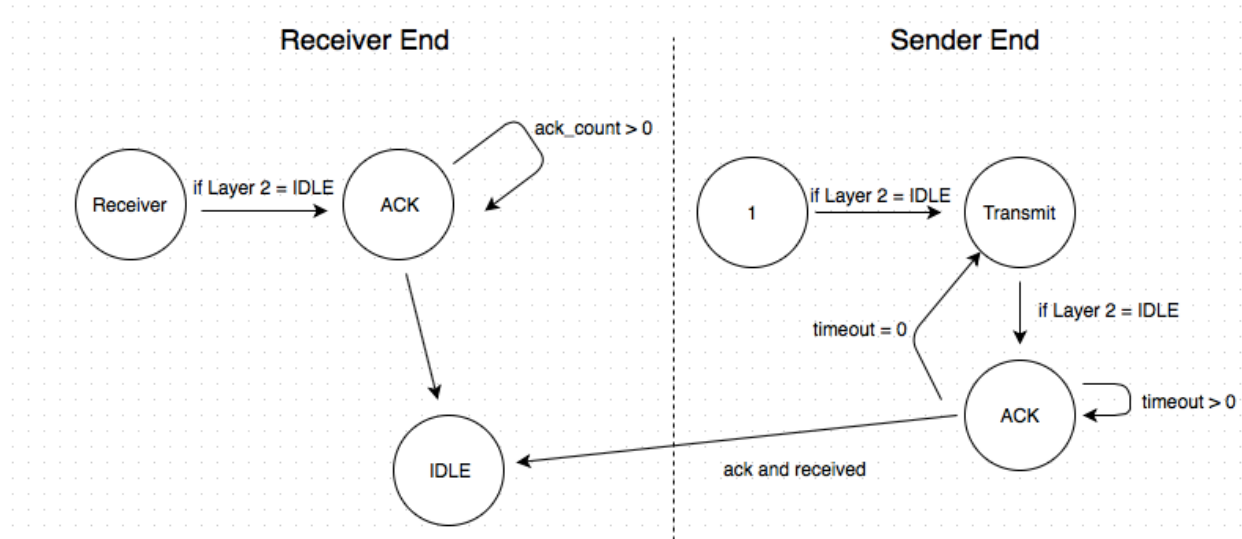 Receiver End
Sender End
ack_count > 0
Receiver
if Layer 2 = IDLE
ACK
1
if Layer 2 = IDLE
Transmit
if Layer 2 = IDLE
timeout = 0
ACK
timeout > 0
IDLE
ack and received